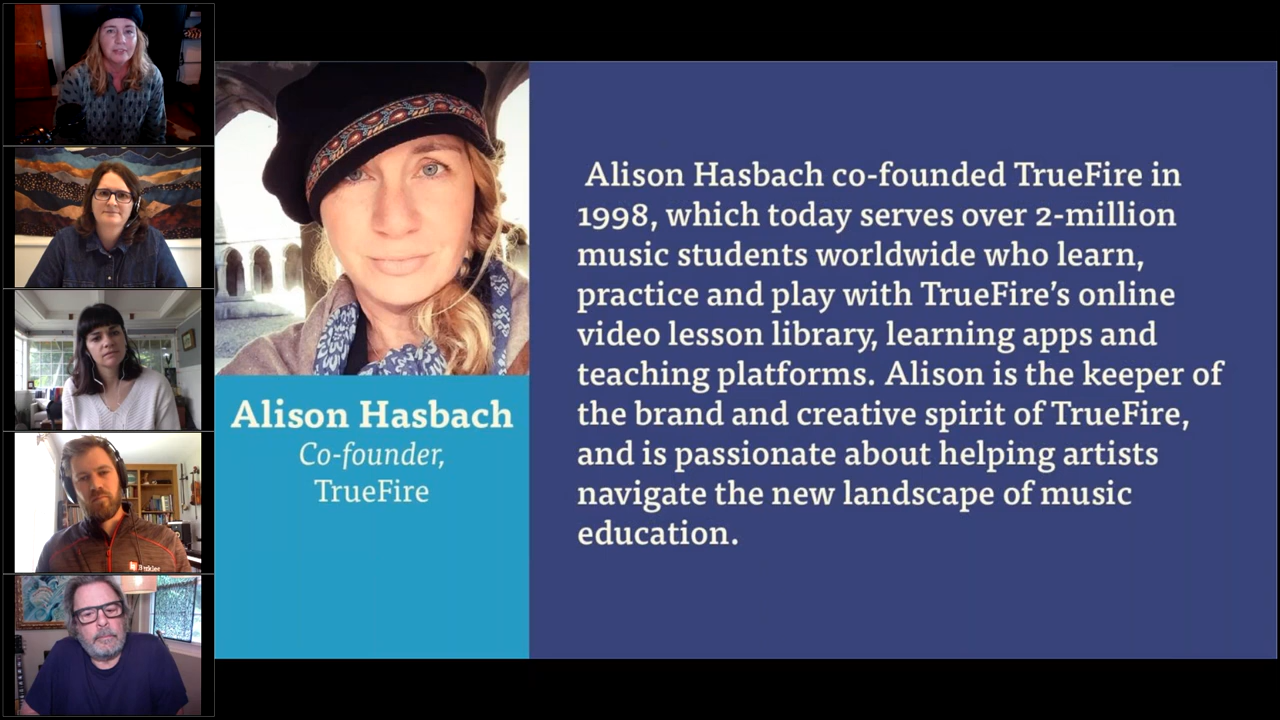 Alison Hasbach co-founded TrueFire in
1998, which today serves over 2-million
music students worldwide who learn,
practice and play with TrueFire’s online
video lesson library, learning apps and
teaching platforms. Alison is the keeper of
the brand and creative spirit of TrueFire,
and is passionate about helping artists
navigate the new landscape of music
education.
Alison Hasbach
Co-founder,
TrueFire